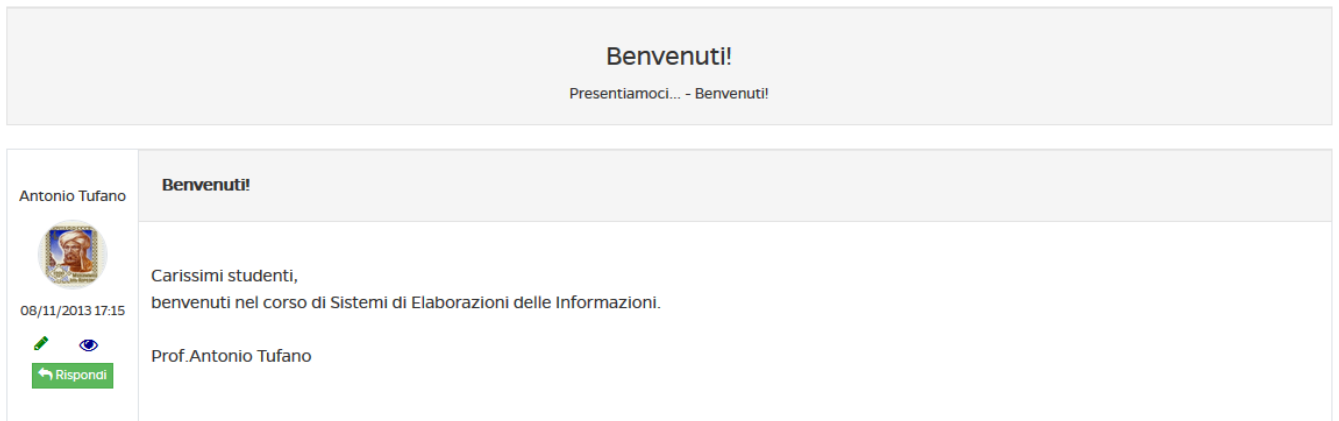 Benvenuti!
Presentiamoci... - Benvenuti!
Antonio Tufano
Benvenuti!
08/11/2013 17:15
Rispondi
Carissimi studenti,
benvenuti nel corso di Sistemi di Elaborazioni delle Informazioni.
Prof.Antonio Tufano